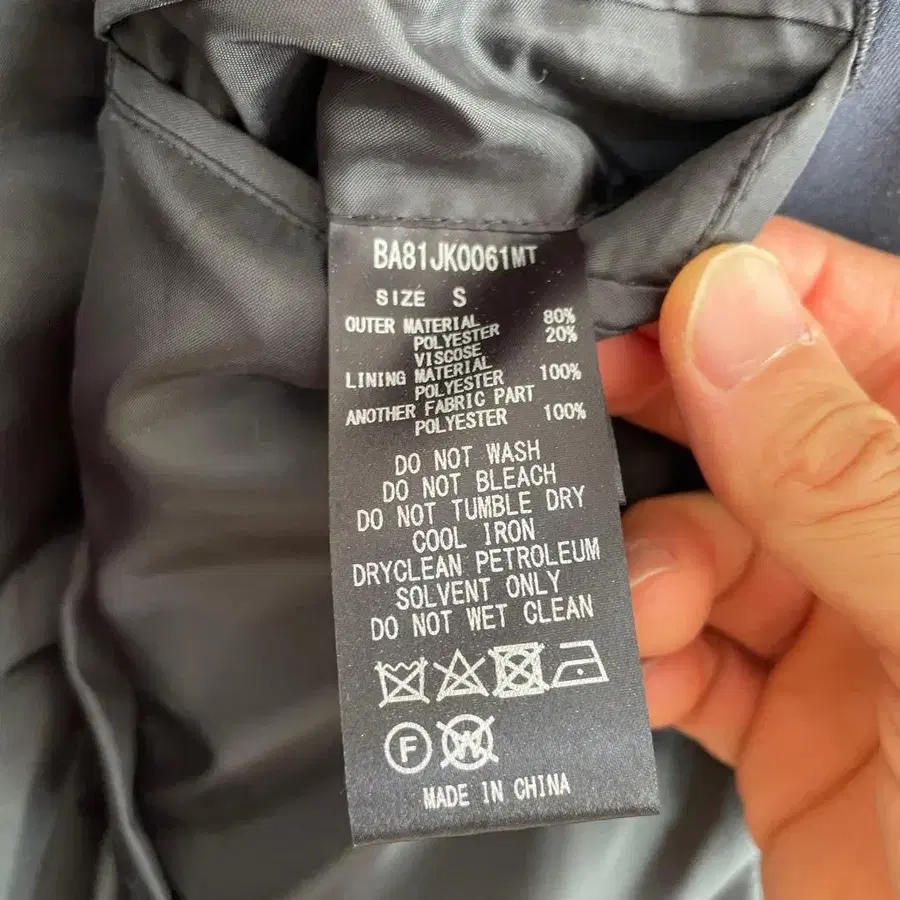 BA81JK0061MT
SIZE S
OUTER MATERIAL
POLYESTER 80%
VISCOSE 20%
LINING MATERIAL
POLYESTER 100%
ANOTHER FABRIC PART
POLYESTER 100%
DO NOT WASH
DO NOT BLEACH
DO NOT TUMBLE DRY
COOL IRON
DRYCLEAN PETROLEUM
SOLVENT ONLY
DO NOT WET CLEAN
F W
MADE IN CHINA